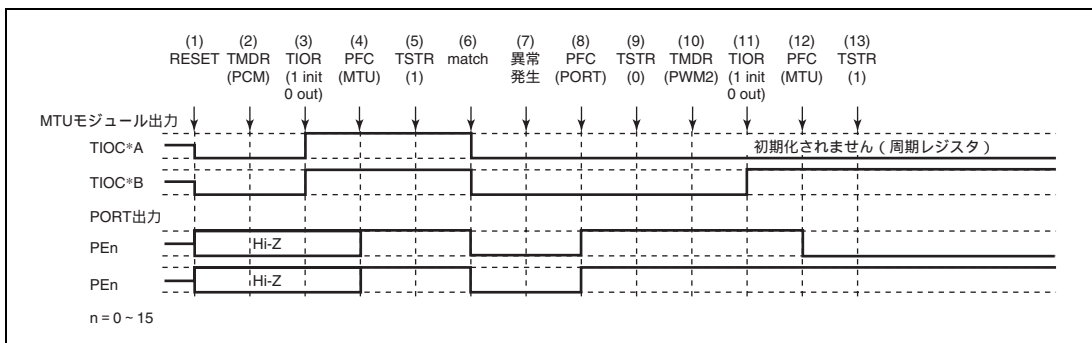 (1) (2) (3) (4) (5) (6) (7) (8) (9) (10) (11) (12) (13)
RESET TMDR TIOR PFC TSTR match 異常 PFC TSTR TMDR TIOR PFC TSTR
(PCM) (1 init (MTU) (1) 発生 (PORT) (0) (PWM2) (1 init (MTU) (1)
0 out) 0 out)
MTUモジュール出力
TIOC*A 初期化されません(周期レジスタ)
TIOC*B
PORT出力
PEn Hi-Z
PEn Hi-Z
n = 0 ~ 15